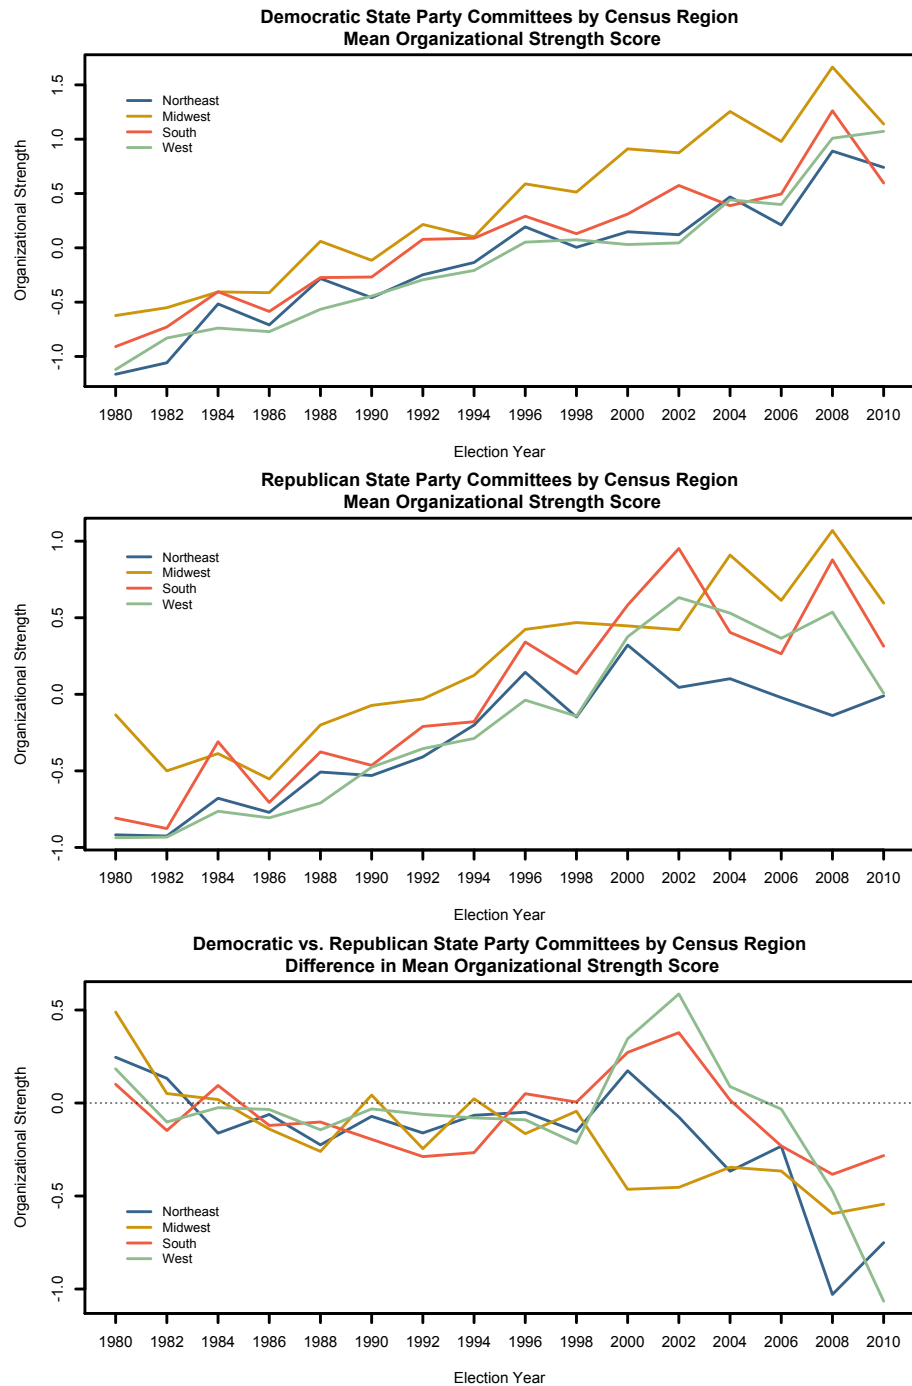 Democratic State Party Committees by Census Region
Mean Organizational Strength Score
Organizational Strength
1.5
1.0
0.5
0.0
-0.5
-1.0
Northeast
Midwest
South
West
1980 1982 1984 1986 1988 1990 1992 1994 1996 1998 2000 2002 2004 2006 2008 2010
Election Year
Republican State Party Committees by Census Region
Mean Organizational Strength Score
Organizational Strength
1.0
0.5
0.0
-0.5
-1.0
Northeast
Midwest
South
West
1980 1982 1984 1986 1988 1990 1992 1994 1996 1998 2000 2002 2004 2006 2008 2010
Election Year
Democratic vs. Republican State Party Committees by Census Region
Difference in Mean Organizational Strength Score
Organizational Strength
0.5
0.0
-0.5
-1.0
Northeast
Midwest
South
West
1980 1982 1984 1986 1988 1990 1992 1994 1996 1998 2000 2002 2004 2006 2008 2010
Election Year